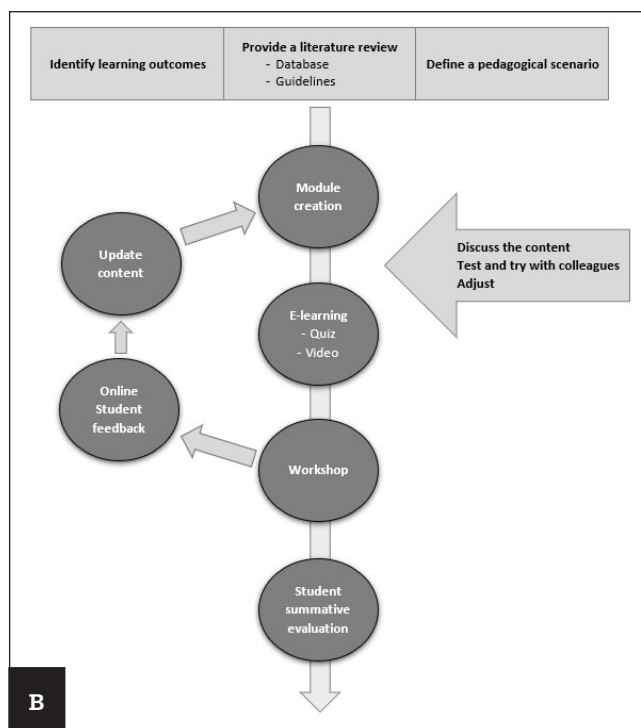 Identify learning outcomes
Provide a literature review
- Database
- Guidelines
Define a pedagogical scenario
Module
creation
Discuss the content
Test and try with colleagues
Adjust
Update
content
E-learning
- Quiz
- Video
Online
Student
feedback
Workshop
Student
summative
evaluation
B